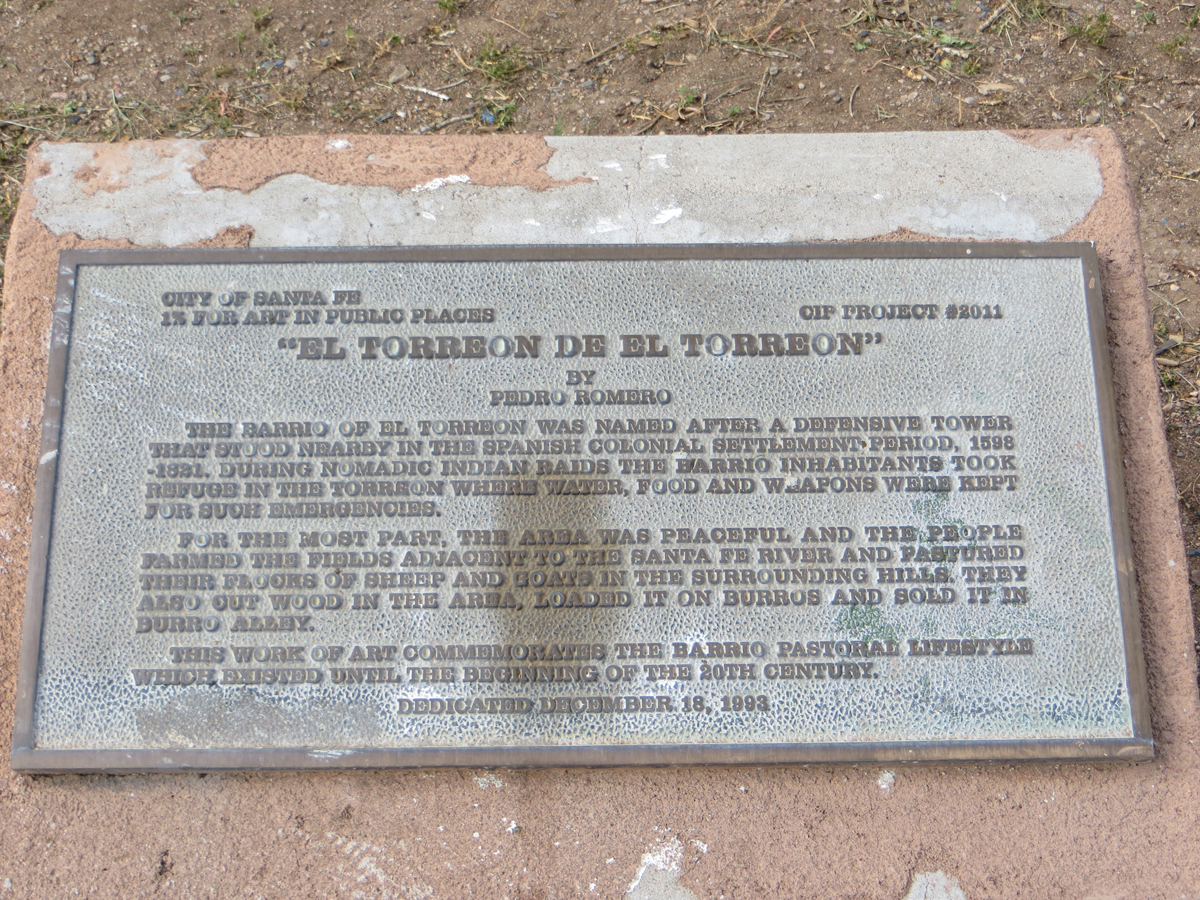 CITY OF SANTA FE
1% FOR ART IN PUBLIC PLACES
CIP PROJECT #2011
"EL TORREON DE EL TORREON"
BY
PEDRO ROMERO
THE BARRIO OF EL TORREON WAS NAMED AFTER A DEFENSIVE TOWER
THAT STOOD NEARBY IN THE SPANISH COLONIAL SETTLEMENT PERIOD, 1598
-1821. DURING NOMADIC INDIAN RAIDS THE BARRIO INHABITANTS TOOK
REFUGE IN THE TORREON WHERE WATER, FOOD AND WEAPONS WERE KEPT
FOR SUCH EMERGENCIES.
FOR THE MOST PART, THE AREA WAS PEACEFUL AND THE PEOPLE
FARMED THE FIELDS ADJACENT TO THE SANTA FE RIVER AND PASTURED
THEIR FLOCKS OF SHEEP AND GOATS IN THE SURROUNDING HILLS. THEY
ALSO CUT WOOD IN THE AREA, LOADED IT ON BURROS AND SOLD IT IN
BURRO ALLEY.
THIS WORK OF ART COMMEMORATES THE BARRIO PASTORAL LIFESTYLE
WHICH EXISTED UNTIL THE BEGINNING OF THE 20TH CENTURY.
DEDICATED DECEMBER 18, 1993